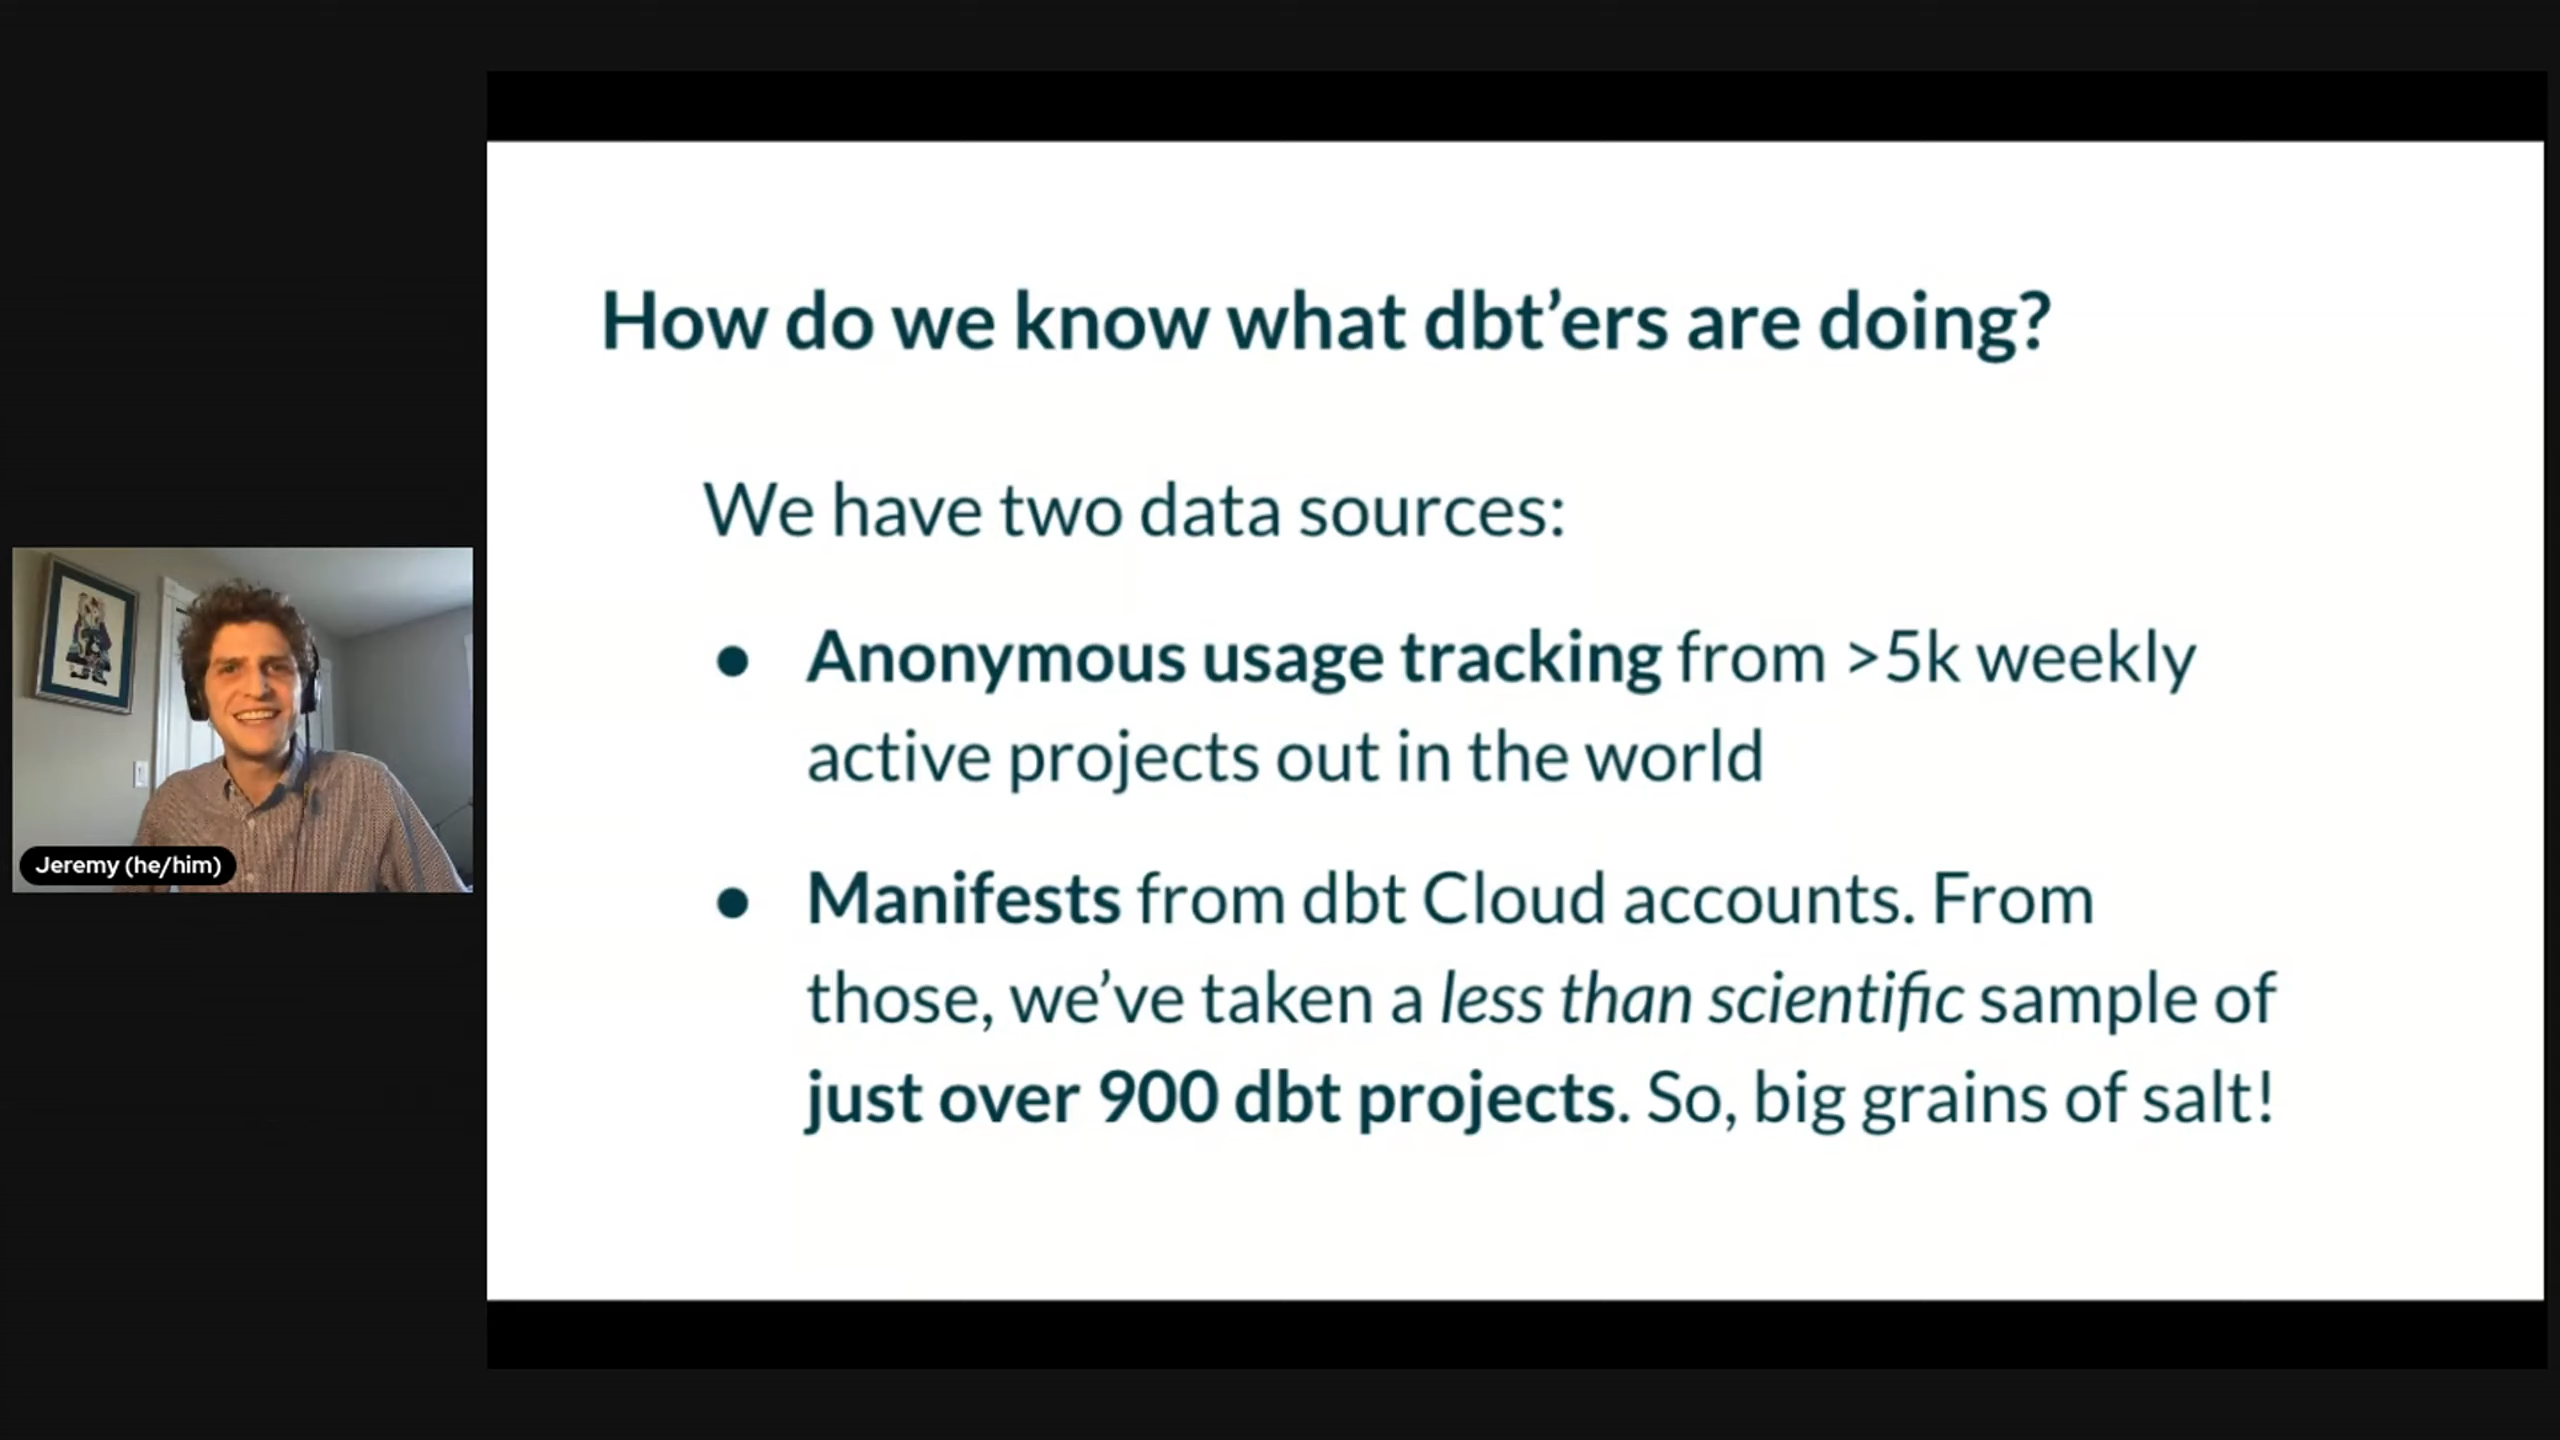 How do we know what dbt’ers are doing?
We have two data sources:
● Anonymous usage tracking from >5k weekly
active projects out in the world
● Manifests from dbt Cloud accounts. From
those, we’ve taken a less than scientific sample of
just over 900 dbt projects. So, big grains of salt!
Jeremy (he/him)